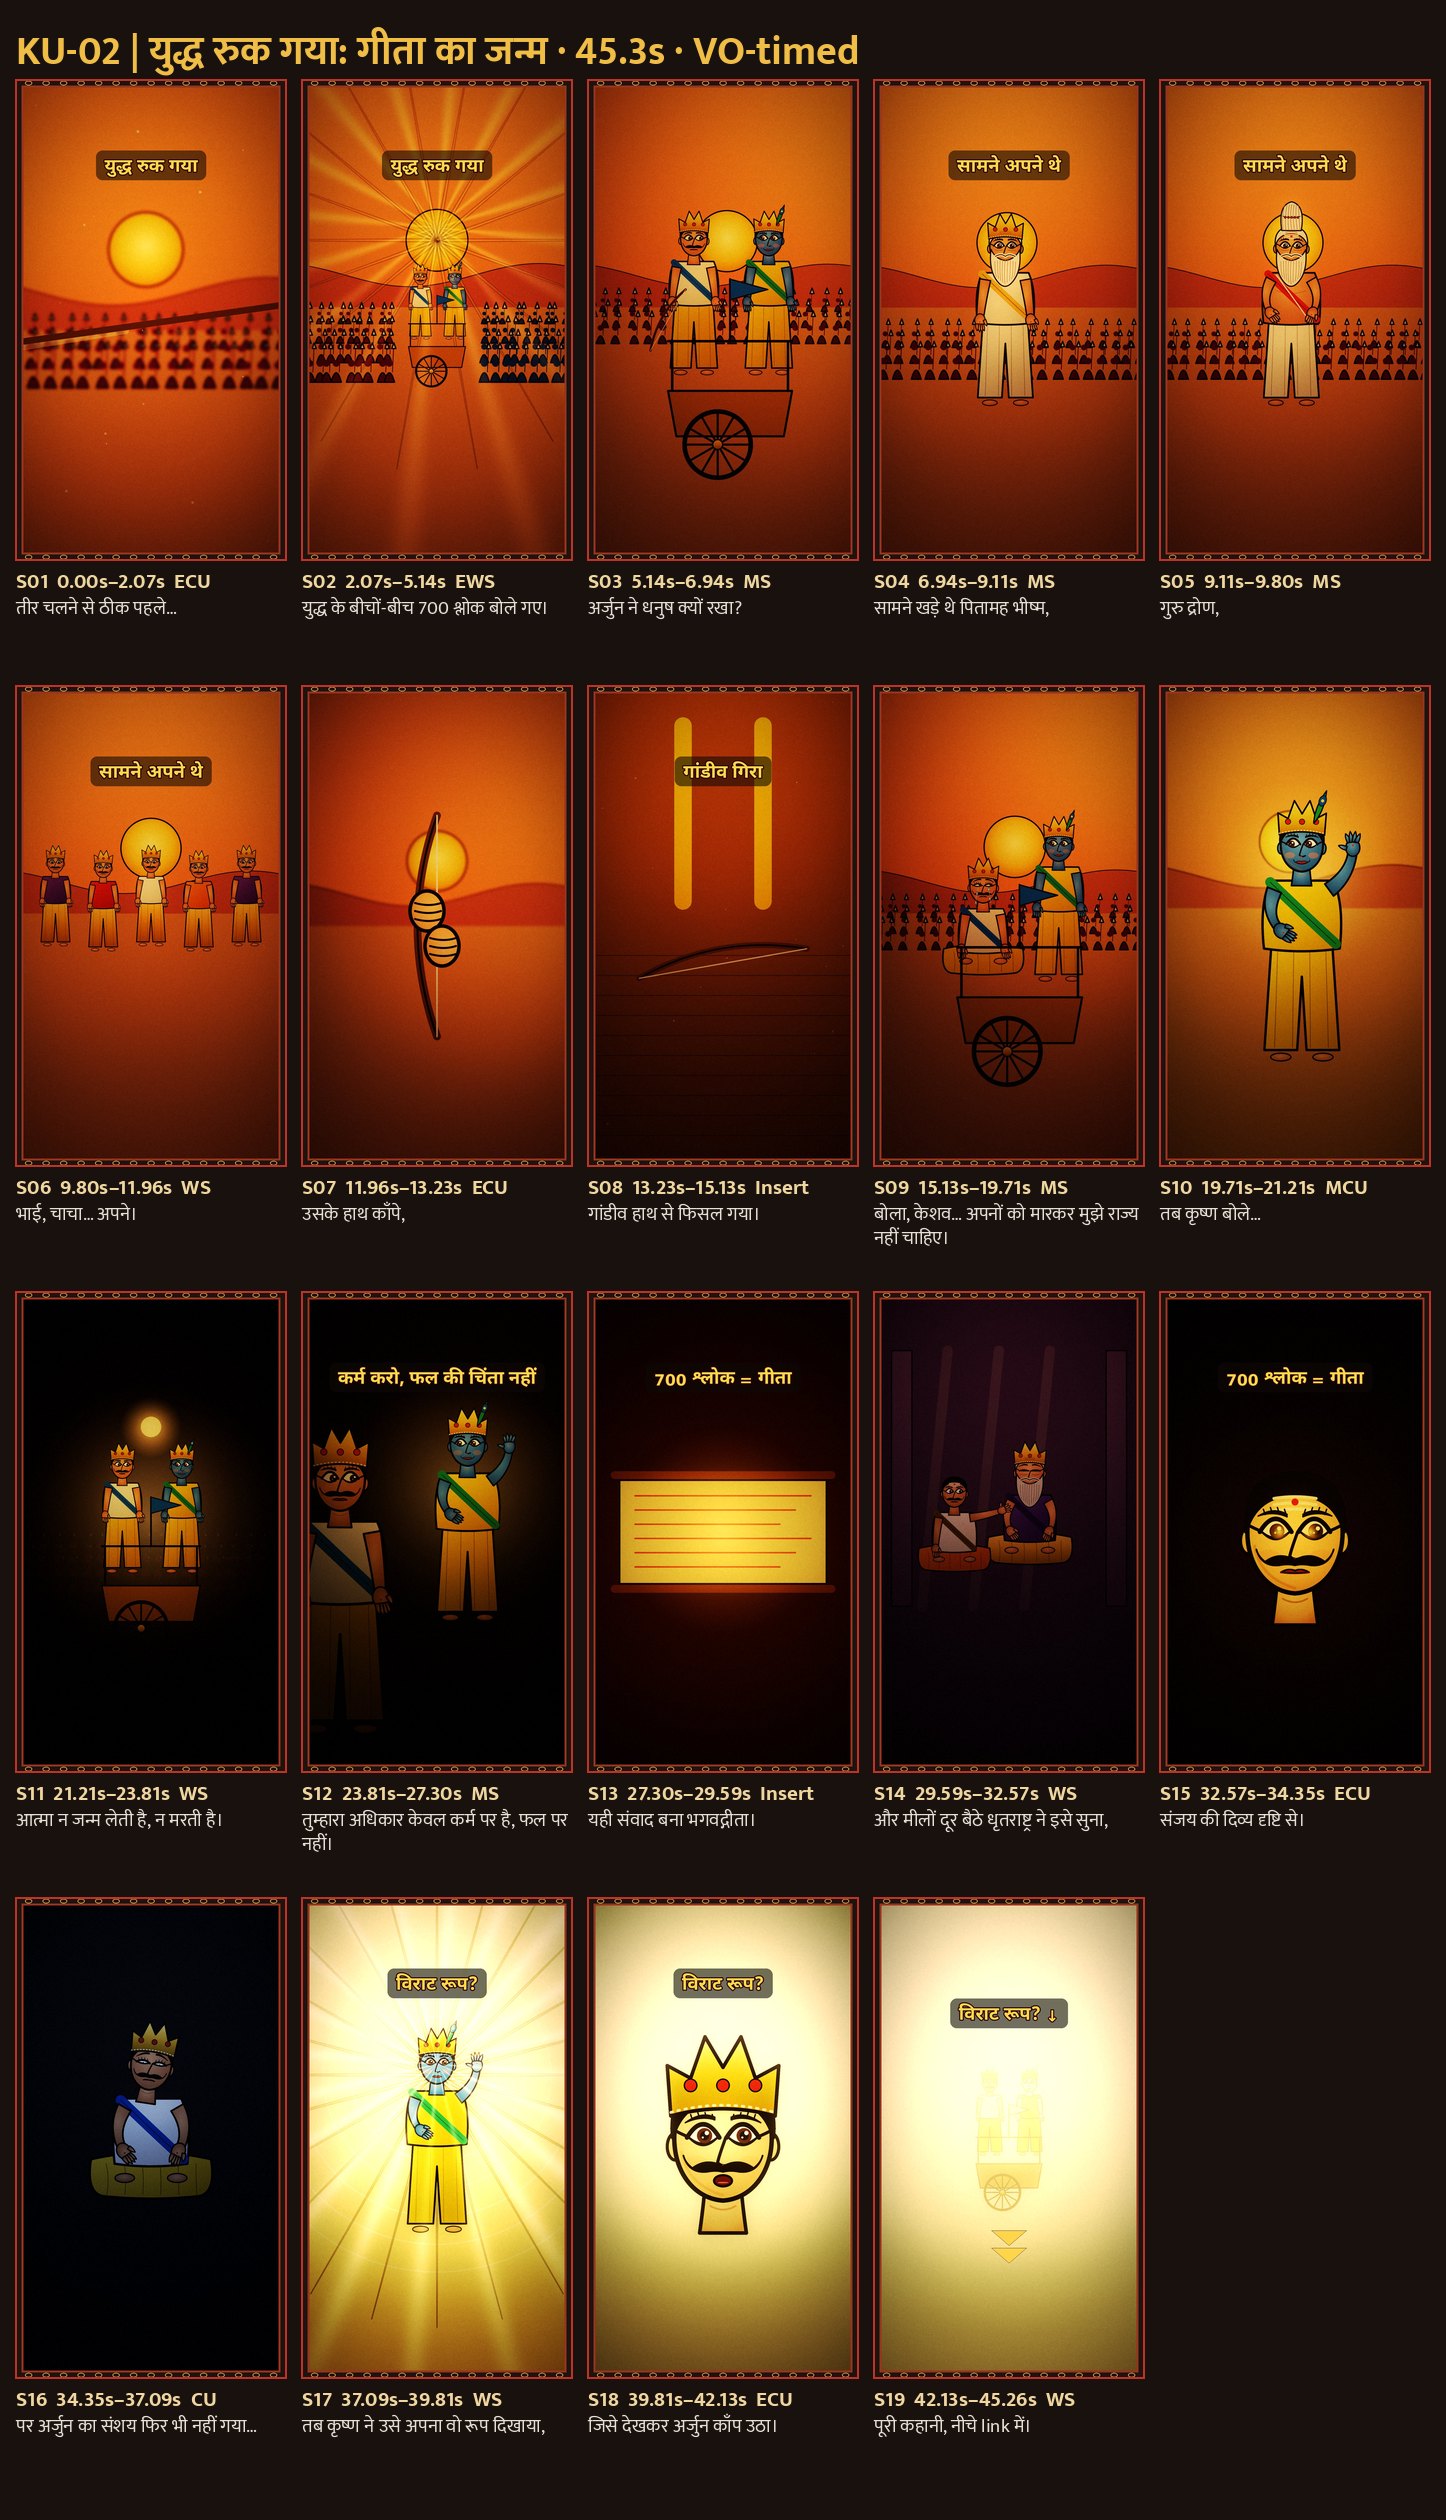 KU-02 | युद्ध रुक गया: गीता का जन्म · 45.3s · VO-timed
युद्ध रुक गया
युद्ध रुक गया
सामने अपने थे
सामने अपने थे
S01 0.00s–2.07s ECU
तीर चलने से ठीक पहले...
S02 2.07s–5.14s EWS
युद्ध के बीचों-बीच 700 श्लोक बोले गए।
S03 5.14s–6.94s MS
अर्जुन ने धनुष क्यों रखा?
S04 6.94s–9.11s MS
सामने खड़े थे पितामह भीष्म,
S05 9.11s–9.80s MS
गुरु द्रोण,
सामने अपने थे
गांडीव गिरा
S06 9.80s–11.96s WS
भाई, चाचा... अपने।
S07 11.96s–13.23s ECU
उसके हाथ काँपे,
S08 13.23s–15.13s Insert
गांडीव हाथ से फिसल गया।
S09 15.13s–19.71s MS
बोला, केशव... अपनों को मारकर मुझे राज्य
नहीं चाहिए।
S10 19.71s–21.21s MCU
तब कृष्ण बोले...
कर्म करो, फल की चिंता नहीं
700 श्लोक = गीता
700 श्लोक = गीता
S11 21.21s–23.81s WS
आत्मा न जन्म लेती है, न मरती है।
S12 23.81s–27.30s MS
तुम्हारा अधिकार केवल कर्म पर है, फल पर
नहीं।
S13 27.30s–29.59s Insert
यही संवाद बना भगवद्गीता।
S14 29.59s–32.57s WS
और मीलों दूर बैठे धृतराष्ट्र ने इसे सुना,
S15 32.57s–34.35s ECU
संजय की दिव्य दृष्टि से।
विराट रूप?
विराट रूप?
विराट रूप? ↓
S16 34.35s–37.09s CU
पर अर्जुन का संशय फिर भी नहीं गया...
S17 37.09s–39.81s WS
तब कृष्ण ने उसे अपना वो रूप दिखाया,
S18 39.81s–42.13s ECU
जिसे देखकर अर्जुन काँप उठा।
S19 42.13s–45.26s WS
पूरी कहानी, नीचे link में।